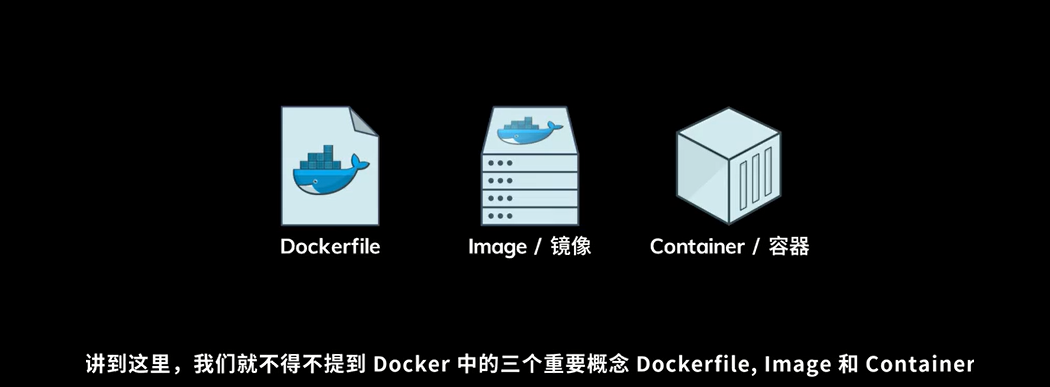 Dockerfile
Image / 镜像
Container / 容器
讲到这里，我们就不得不提到 Docker 中的三个重要概念 Dockerfile, Image 和 Container